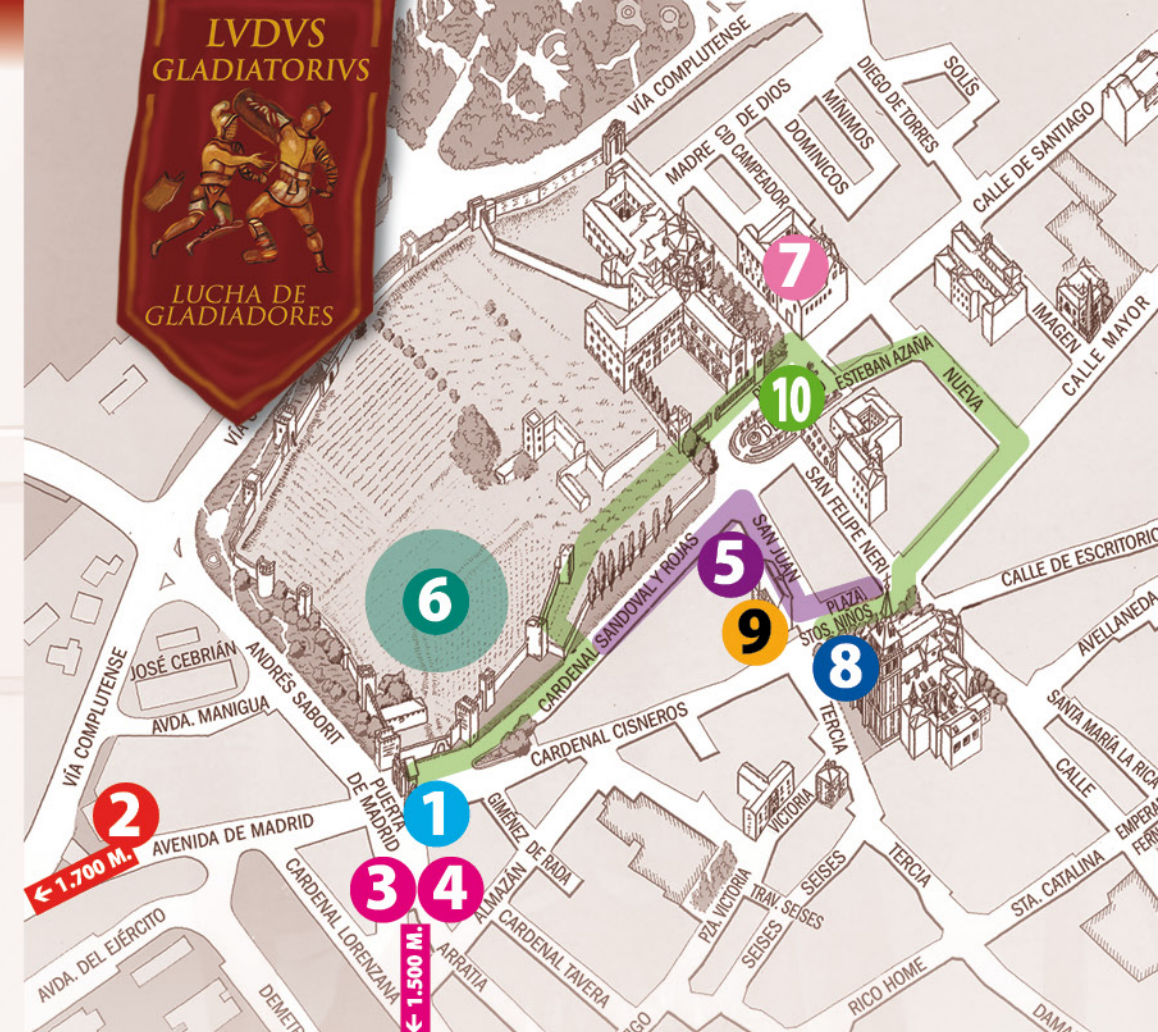 LVDVS
GLADIATORIVS
LUCHA DE
GLADIADORES
VÍA COMPLUTENSE
SOLÍS
DIEGO DE TORRES
MÍNIMOS
DOMINICOS
MADRE DE DIOS
CID CAMPEADOR
CALLE DE SANTIAGO
7
IMAGEN
CALLE MAYOR
ESTEBAN AZAÑA
NUEVA
10
SAN FELIPE NERI
SAN JUAN
5
SANDOVAL Y ROJAS
CARDENAL
6
9
PLAZA
STOS. NIÑOS
8
CALLE DE ESCRITORIO
AVELLANEDA
SANTA MARÍA LA RICA
CALLE
JOSÉ CEBRIÁN
ANDRÉS SABORIT
AVDA. MANIGUA
VÍA COMPLUTENSE
CARDENAL CISNEROS
TERCIA
VICTORIA
PUERTA
DE MADRID
1
2
AVENIDA DE MADRID
← 1.700 M.
GIMÉNEZ DE RADA
3
4
ALMAZÁN
CARDENAL LORENZANA
AVDA. DEL EJÉRCITO
← 1.500 M.
ARRATIA
CARDENAL TAVERA
PZA. VICTORIA
TRAV. SEISES
SEISES
SEISES
TERCIA
STA. CATALINA
RICO HOME